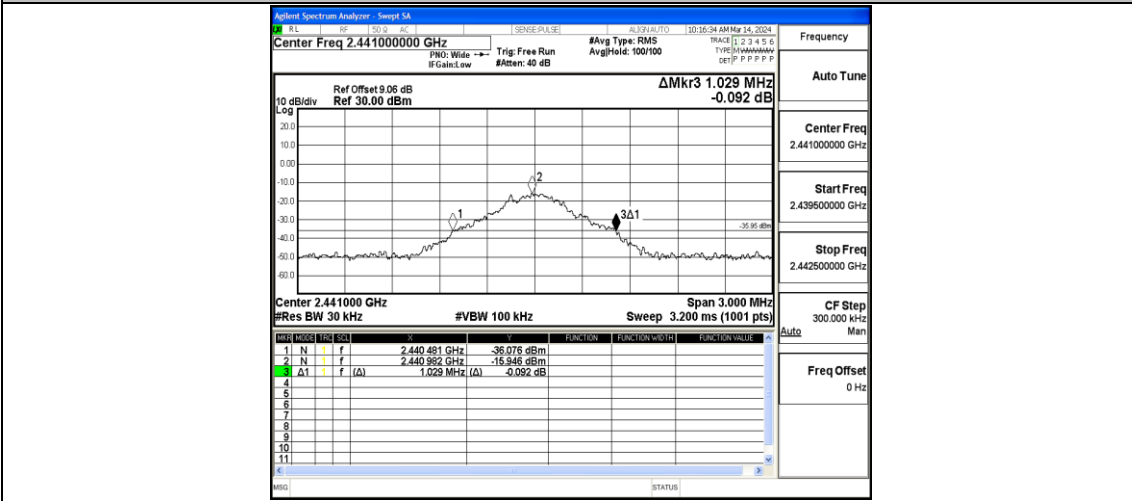 Agilent Spectrum Analyzer - Swept SA
RL RF 50 Ω AC SENSE:PULSE ALIGN AUTO 10:16:34 AM Mar 14, 2024
Center Freq 2.441000000 GHz #Avg Type: RMS TRACE 1 2 3 4 5 6
PNO: Wide Trig: Free Run Avg|Hold: 100/100 TYPE M
IFGain:Low #Atten: 40 dB DET P P P P P P
Frequency
Auto Tune
Center Freq
2.441000000 GHz
Start Freq
2.439500000 GHz
Stop Freq
2.442500000 GHz
CF Step
300.000 kHz
Auto Man
Freq Offset
0 Hz
ΔMkr3 1.029 MHz
-0.092 dB
Ref Offset 9.06 dB
10 dB/div Ref 30.00 dBm
Log
20.0
10.0
0.00
-10.0
-20.0
-30.0
-40.0
-50.0
-60.0
1
2
3Δ1
-35.95 dBm
Center 2.441000 GHz Span 3.000 MHz
#Res BW 30 kHz #VBW 100 kHz Sweep 3.200 ms (1001 pts)
MKR MODE TRC SCL X Y FUNCTION FUNCTION WIDTH FUNCTION VALUE
1 N 1 f 2.440 481 GHz -36.076 dBm
2 N 1 f 2.440 982 GHz -15.946 dBm
3 Δ1 1 f (Δ) 1.029 MHz (Δ) -0.092 dB
4
5
6
7
8
9
10
11
MSG STATUS